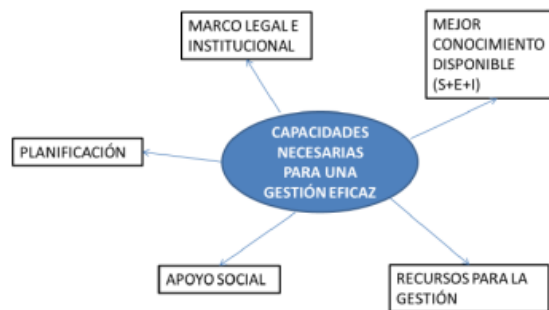 MARCO LEGAL E
INSTITUCIONAL
MEJOR
CONOCIMIENTO
DISPONIBLE
(S+E+I)
CAPACIDADES
NECESARIAS
PARA UNA
GESTIÓN EFICAZ
PLANIFICACIÓN
APOYO SOCIAL
RECURSOS PARA LA
GESTIÓN